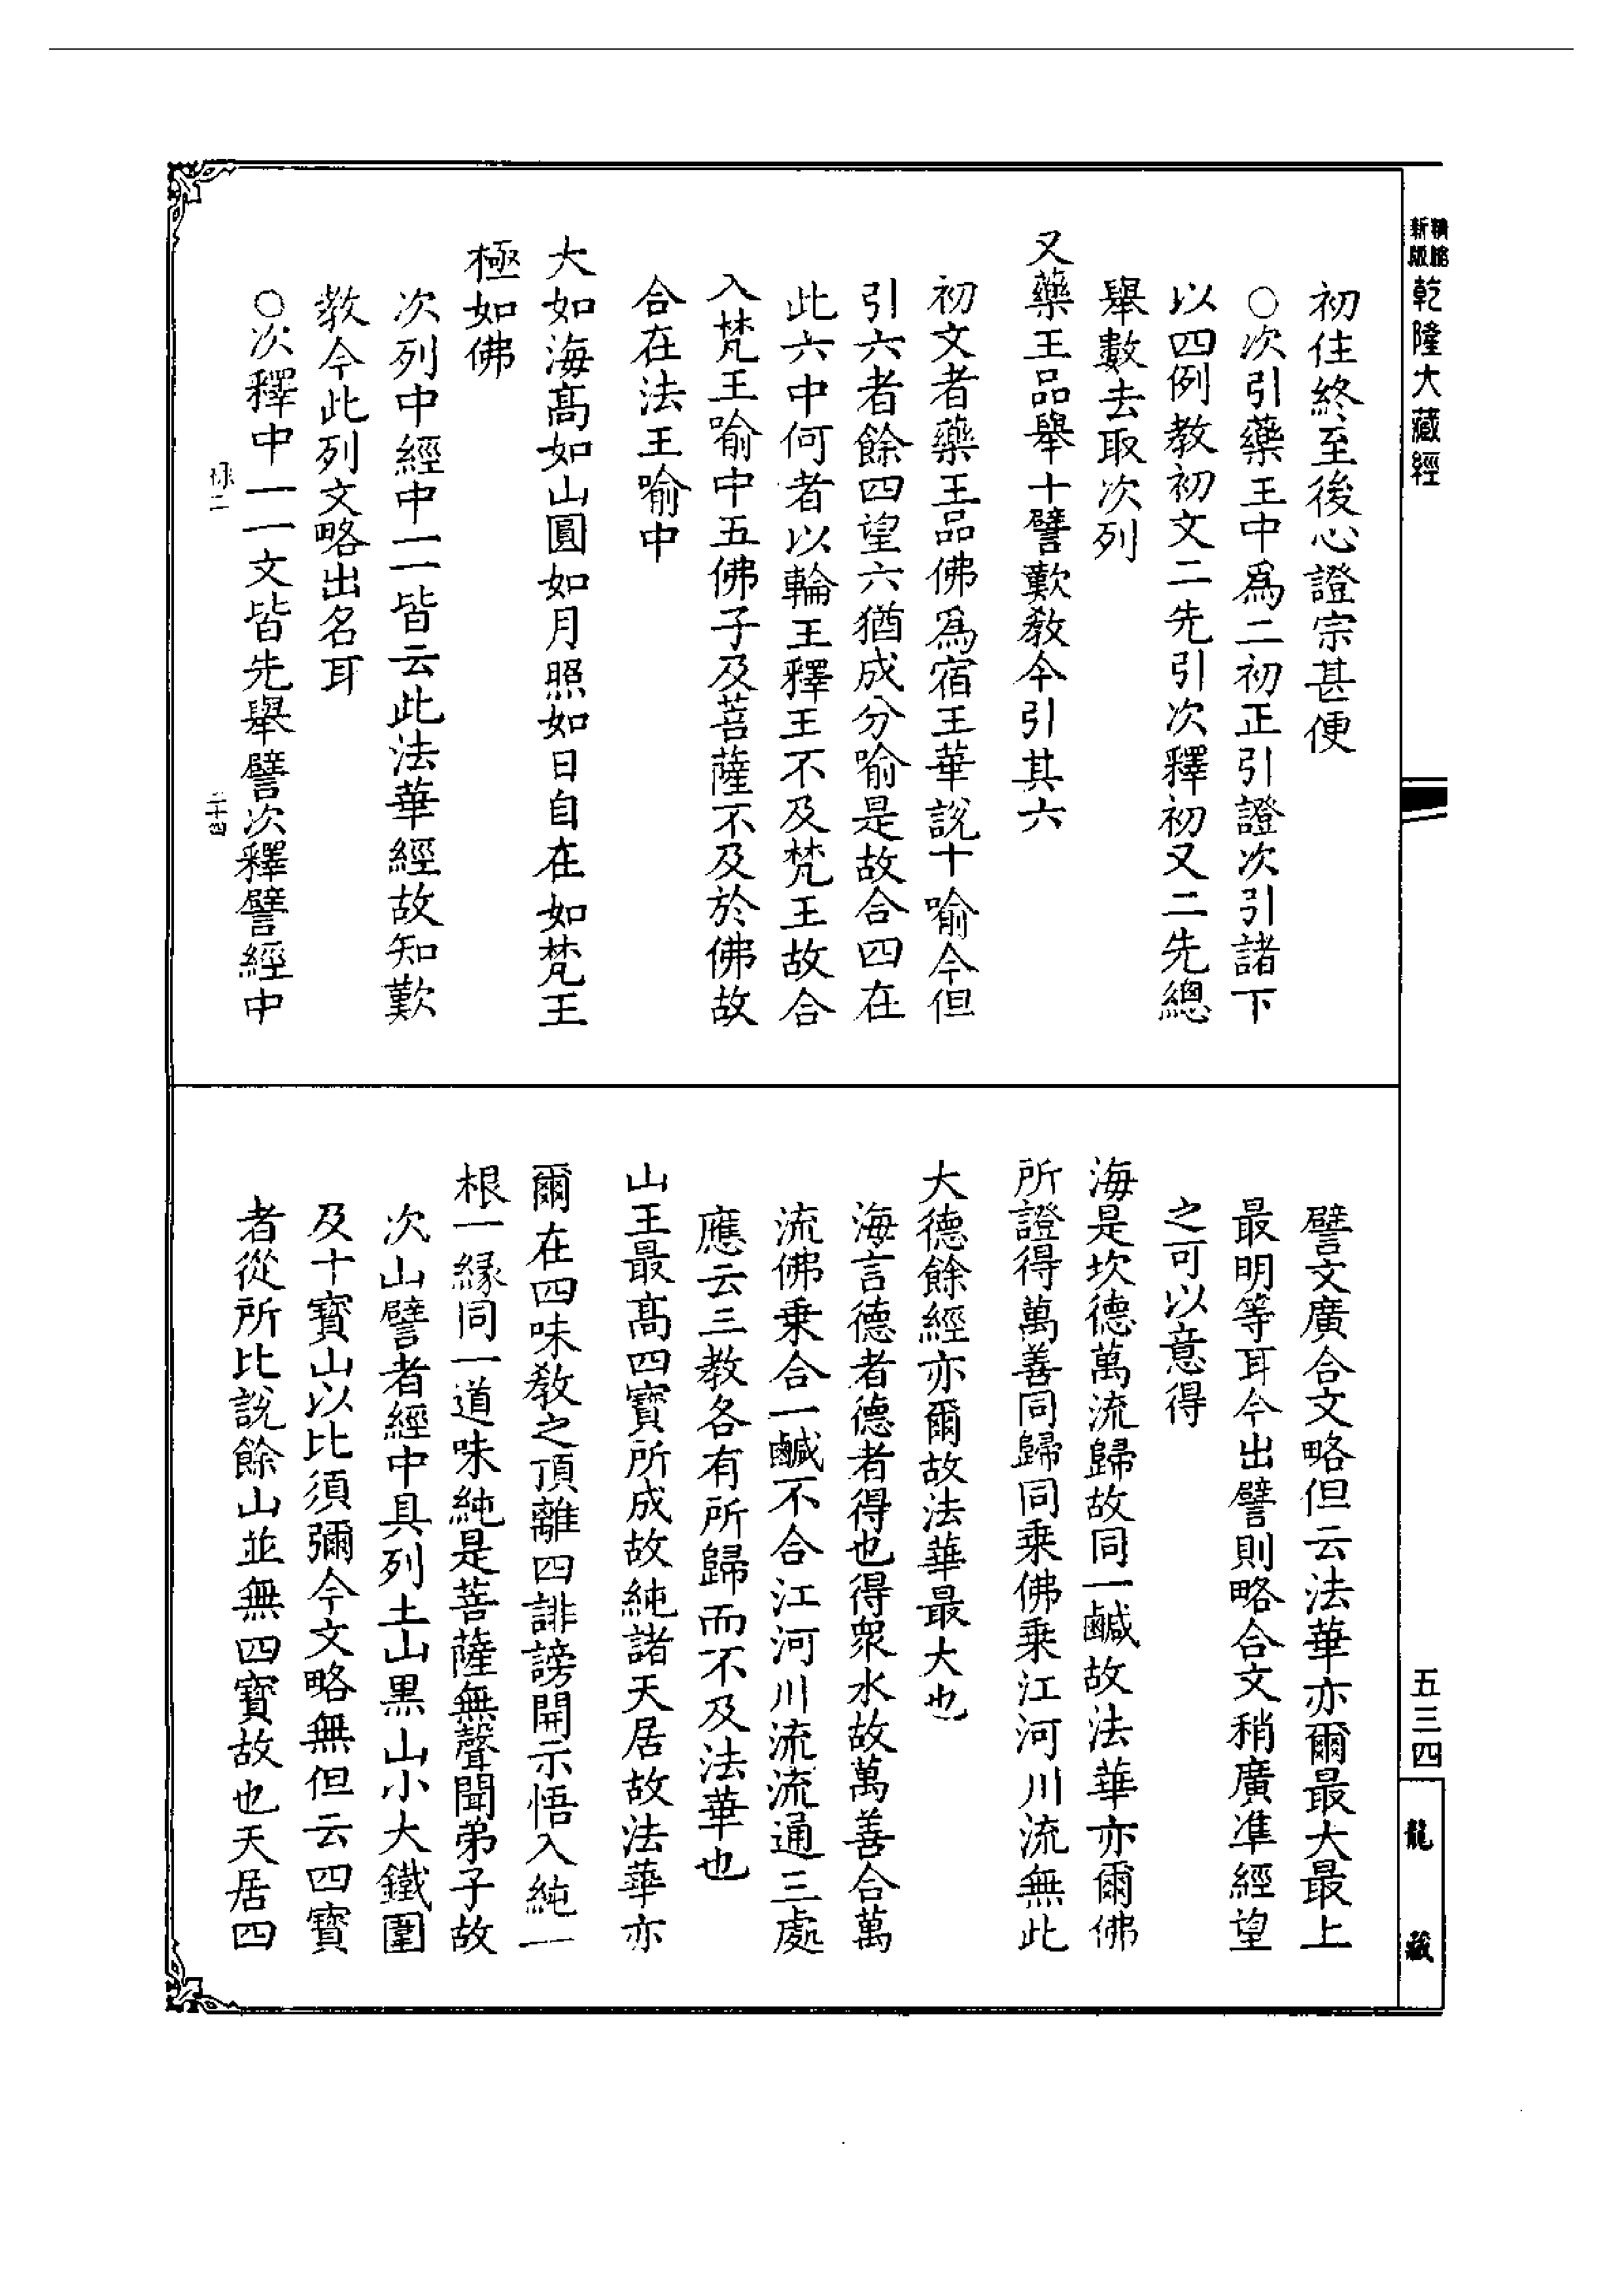 精縮新版乾隆大藏經
初住終至後心證宗甚便
○次引藥王中爲二初正引證次引諸下
以四例教初文二先引次釋初又二先總
舉數去取次列
又藥王品舉十譬歎敎今引其六
初文者藥王品佛爲宿王華説十喻今但
引六者餘四望六猶成分喻是故合四在
此六中何者以輪王釋王不及梵王故合
入梵王喻中五佛子及菩薩不及於佛故
合在法王喻中
大如海髙如山圓如月照如日自在如梵王
極如佛
次列中經中一一皆云此法華經故知歎
教今此列文略出名耳
○次釋中一一文皆先舉譬次釋譬經中
二十四
譬文廣合文略但云法華亦爾最大最上
最明等耳今出譬則略合文稍廣準經望
之可以意得
海是坎德萬流歸故同一鹹故法華亦爾佛
所證得萬善同歸同乘佛乘江河川流無此
大德餘經亦爾故法華最大也
海言德者德者得也得衆水故萬善合萬
流佛乗合一鹹不合江河川流流通三處
應云三教各有所歸而不及法華也
山王最髙四寶所成故純諸天居故法華亦
爾在四味敎之頂離四誹謗開示悟入純一
根一緣同一道味純是菩薩無聲聞弟子故
次山譬者經中具列土山黒山小大鐵圍
及十寶山以比須彌今文略無但云四寶
者從所比說餘山並無四寶故也天居四
五三四
龍藏